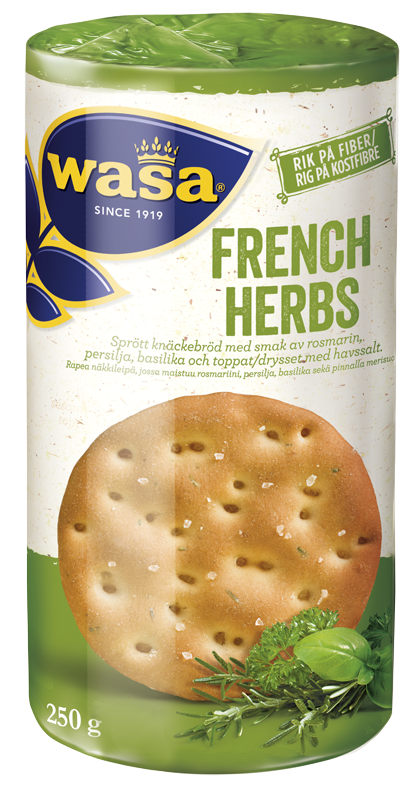 wasa®
SINCE 1919
RIK PÅ FIBER/
RIG PÅ KOSTFIBRE
FRENCH
HERBS
Sprött knäckebröd med smak av rosmarin,
persilja, basilika och toppat/drysset med havssalt.
Rapea näkkileipä, jossa maistuu rosmariini, persilja, basilika sekä pinnalla
250 g